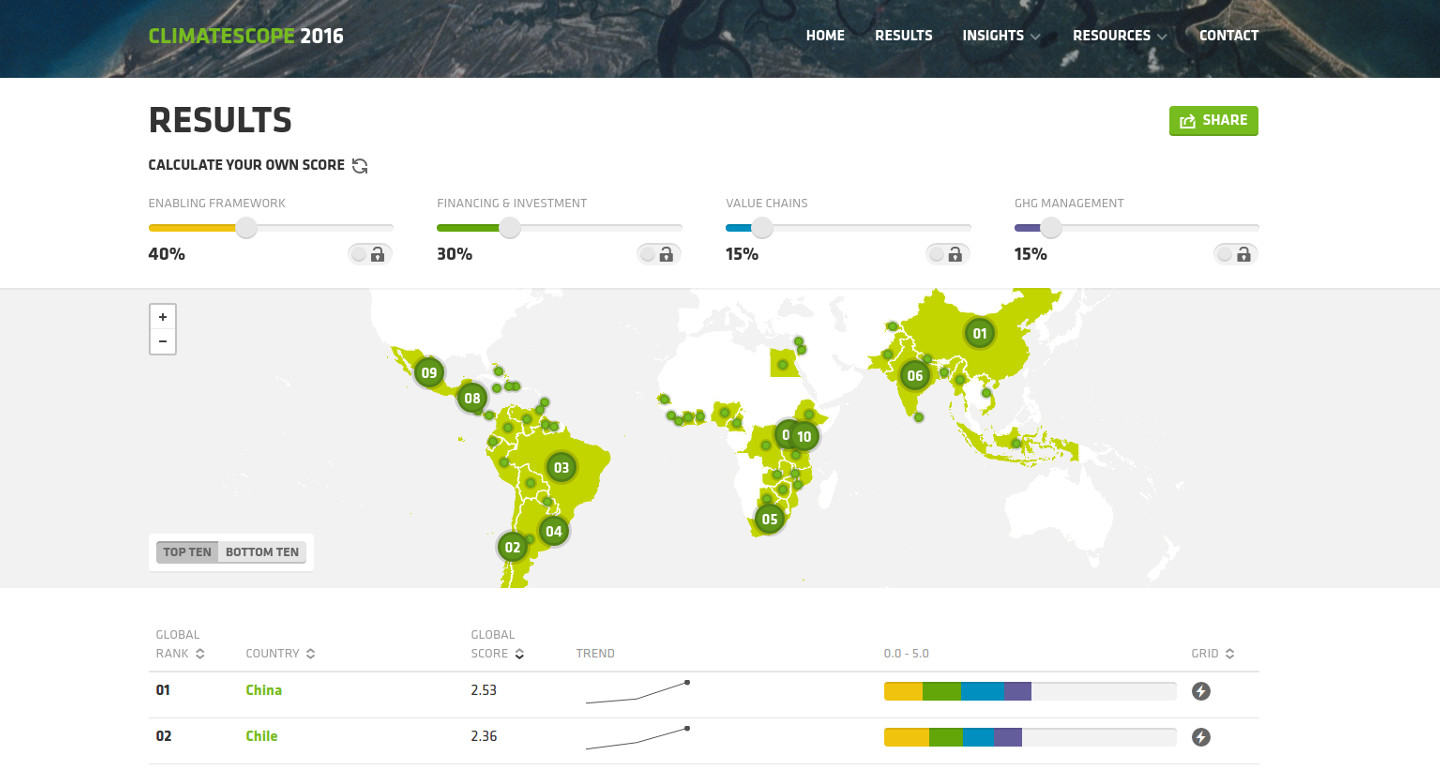 CLIMATESCOPE 2016
HOME RESULTS INSIGHTS RESOURCES CONTACT
RESULTS
SHARE
CALCULATE YOUR OWN SCORE
ENABLING FRAMEWORK FINANCING & INVESTMENT VALUE CHAINS GHG MANAGEMENT
40% 30% 15% 15%
+
−
01
06
09
08
10
03
05
04
02
TOP TEN BOTTOM TEN
GLOBAL RANK COUNTRY GLOBAL SCORE TREND 0.0 - 5.0 GRID
01 China 2.53
02 Chile 2.36